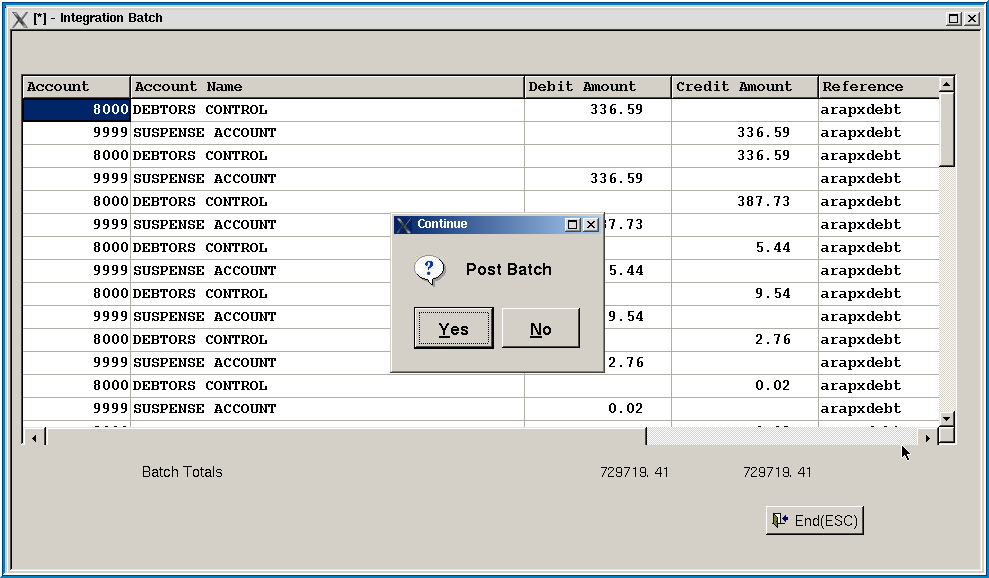 [*] - Integration Batch
Account Account Name Debit Amount Credit Amount Reference
8000 DEBTORS CONTROL 336.59 arapxdebt
9999 SUSPENSE ACCOUNT 336.59 arapxdebt
8000 DEBTORS CONTROL 336.59 arapxdebt
9999 SUSPENSE ACCOUNT 336.59 arapxdebt
8000 DEBTORS CONTROL 387.73 arapxdebt
9999 SUSPENSE ACCOUNT 7.73 arapxdebt
8000 DEBTORS CONTROL 5.44 arapxdebt
9999 SUSPENSE ACCOUNT 5.44 arapxdebt
8000 DEBTORS CONTROL 9.54 arapxdebt
9999 SUSPENSE ACCOUNT 9.54 arapxdebt
8000 DEBTORS CONTROL 2.76 arapxdebt
9999 SUSPENSE ACCOUNT 2.76 arapxdebt
8000 DEBTORS CONTROL 0.02 arapxdebt
9999 SUSPENSE ACCOUNT 0.02 arapxdebt
Continue
? Post Batch
Yes No
Batch Totals 729719.41 729719.41
End(ESC)